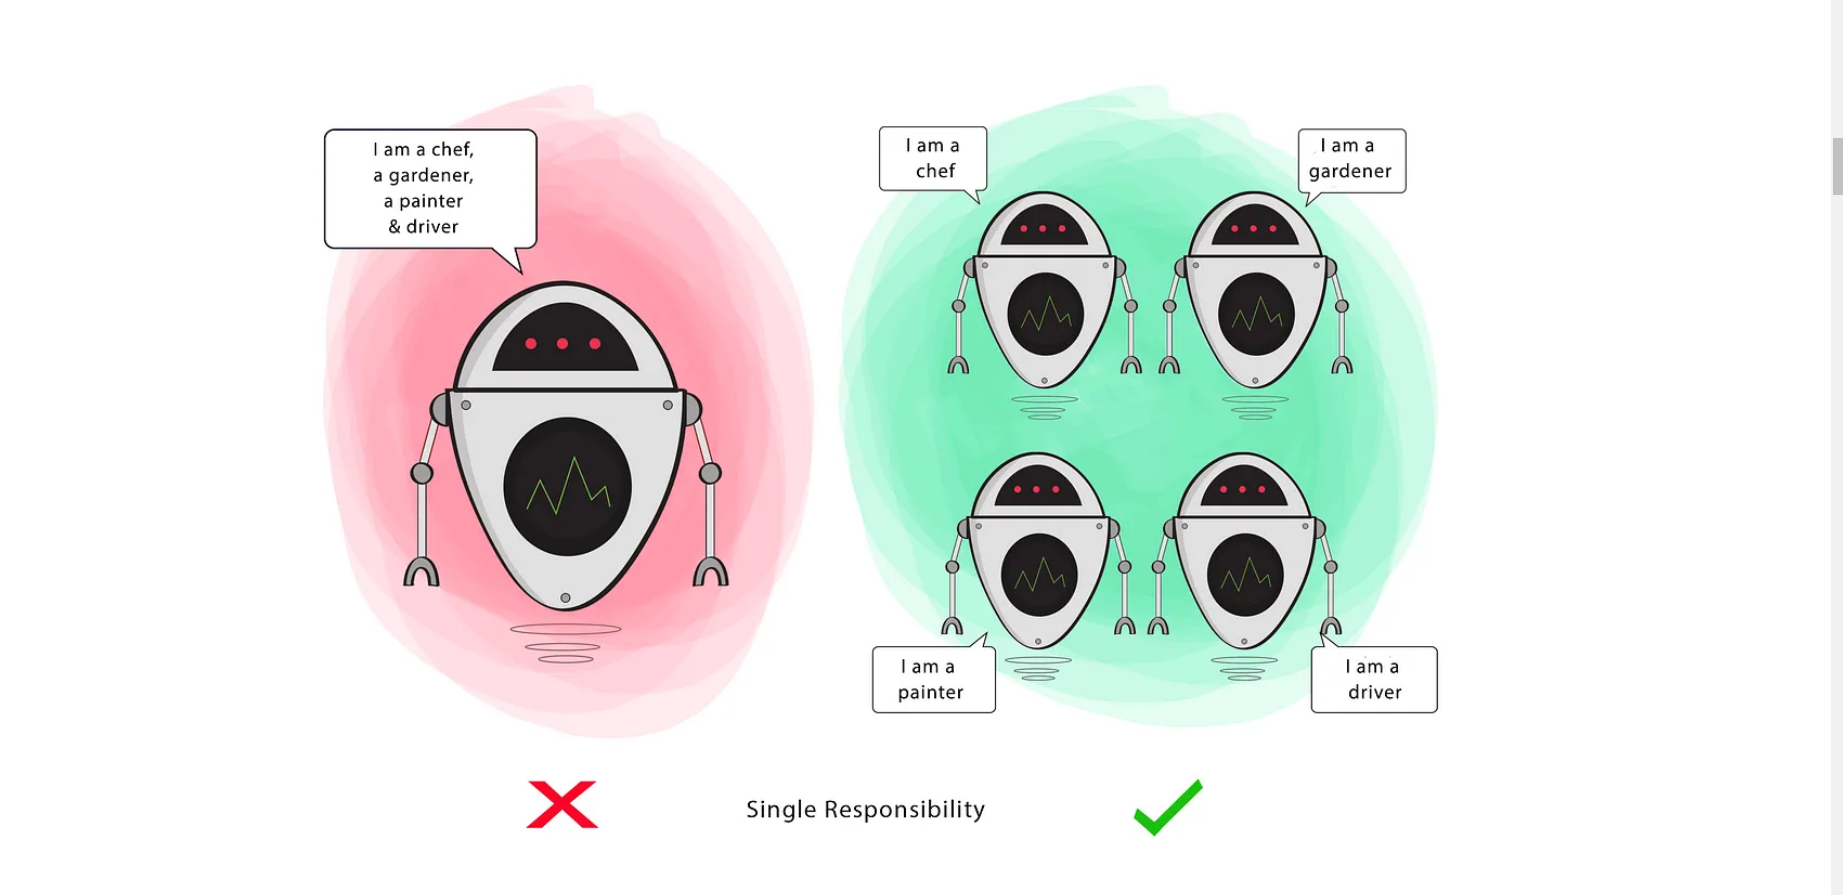 I am a chef,
a gardener,
a painter
& driver
I am a
chef
I am a
gardener
I am a
painter
I am a
driver
Single Responsibility